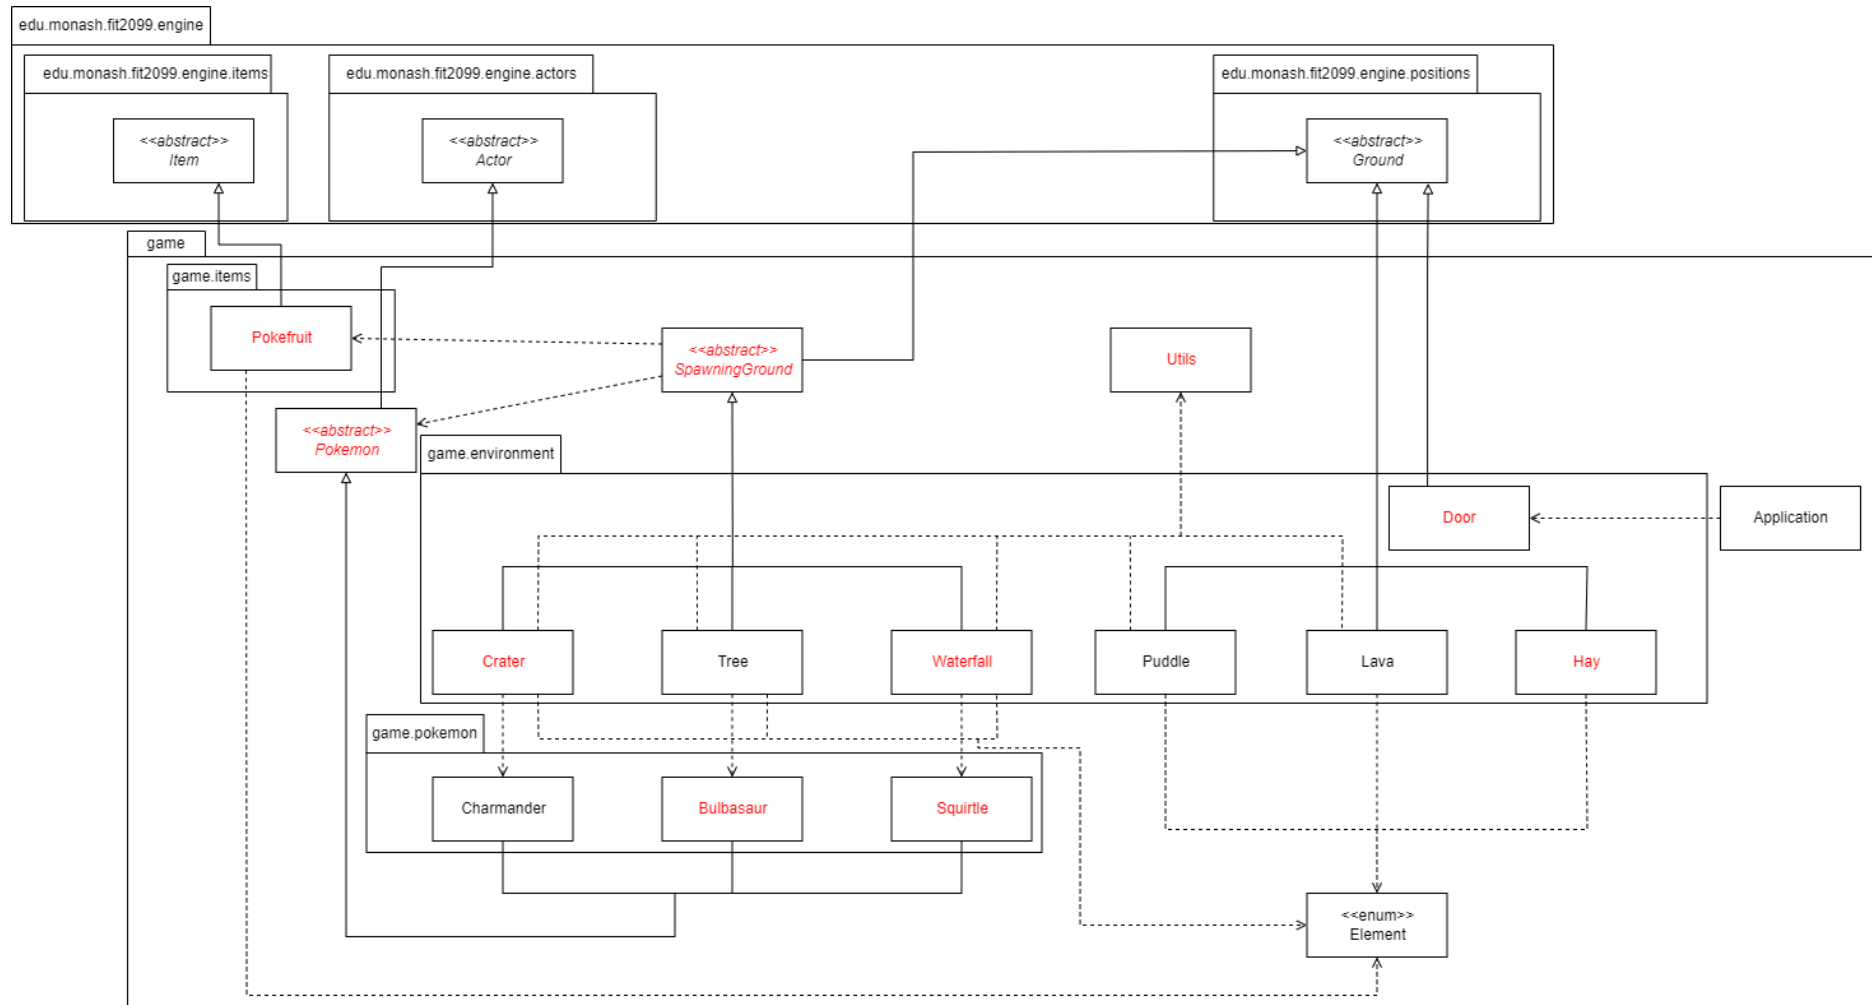 edu.monash.fit2099.engine
edu.monash.fit2099.engine.items
edu.monash.fit2099.engine.actors
edu.monash.fit2099.engine.positions
<<abstract>>
Item
<<abstract>>
Actor
<<abstract>>
Ground
game
game.items
Pokefruit
<<abstract>>
SpawningGround
Utils
<<abstract>>
Pokemon
game.environment
Door
Application
Crater
Tree
Waterfall
Puddle
Lava
Hay
game.pokemon
Charmander
Bulbasaur
Squirtle
<<enum>>
Element